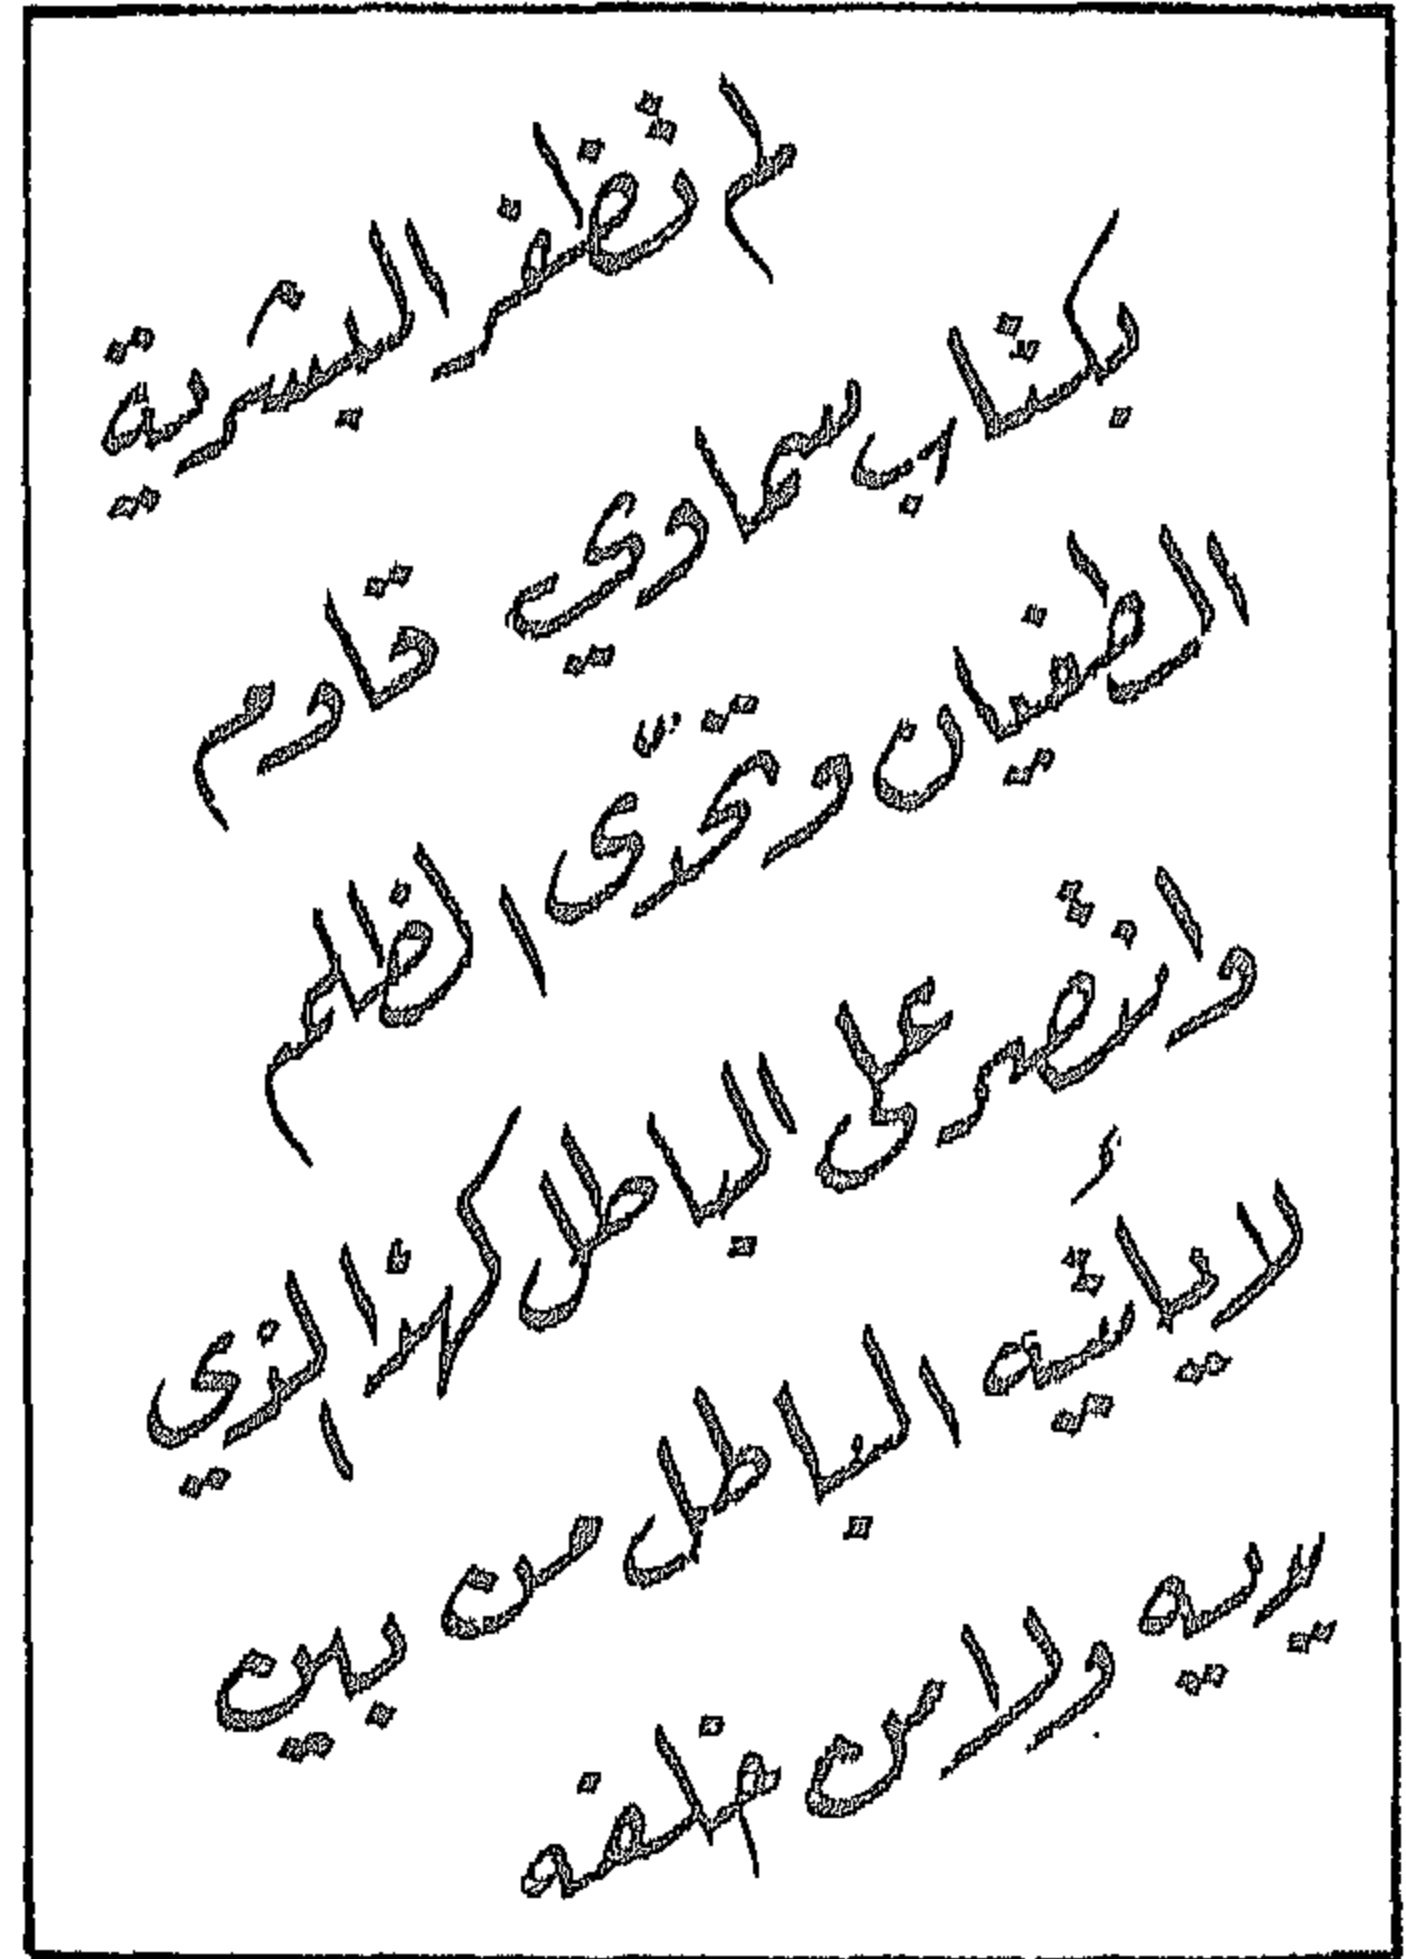 لم تظفر البشرية
بكتاب سماوي قاوم
الطغيان وتحدّى الظلم
وانتصر على الباطل كهذا الذي
لا يأتيه الباطل من بين
يديه ولا من خلفه